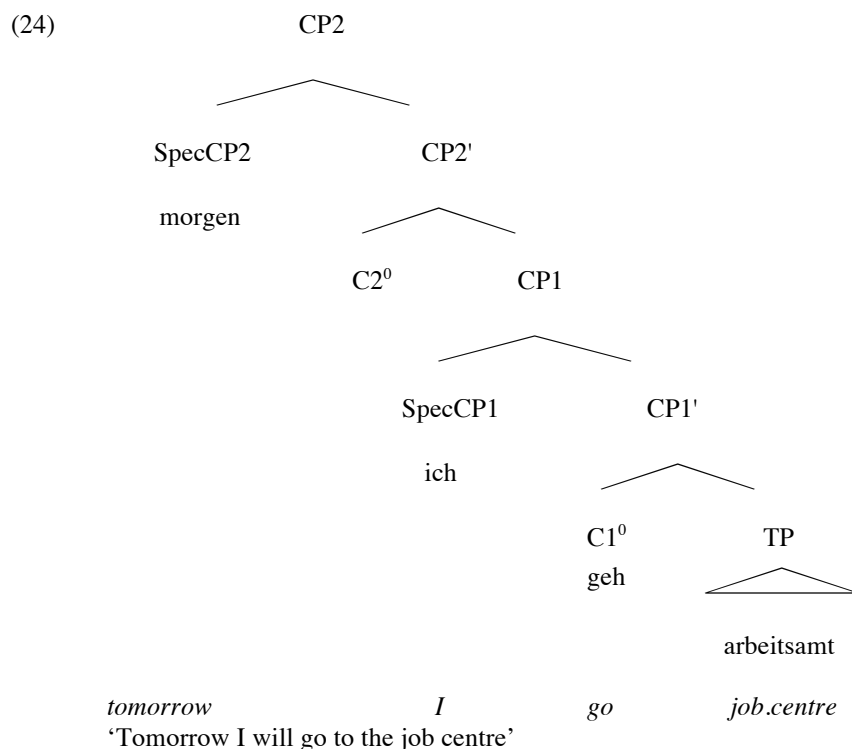 (24) CP2
SpecCP2 CP2'
morgen
C2⁰ CP1
SpecCP1 CP1'
ich
C1⁰ TP
geh
arbeitsamt
tomorrow I go job.centre
‘Tomorrow I will go to the job centre’